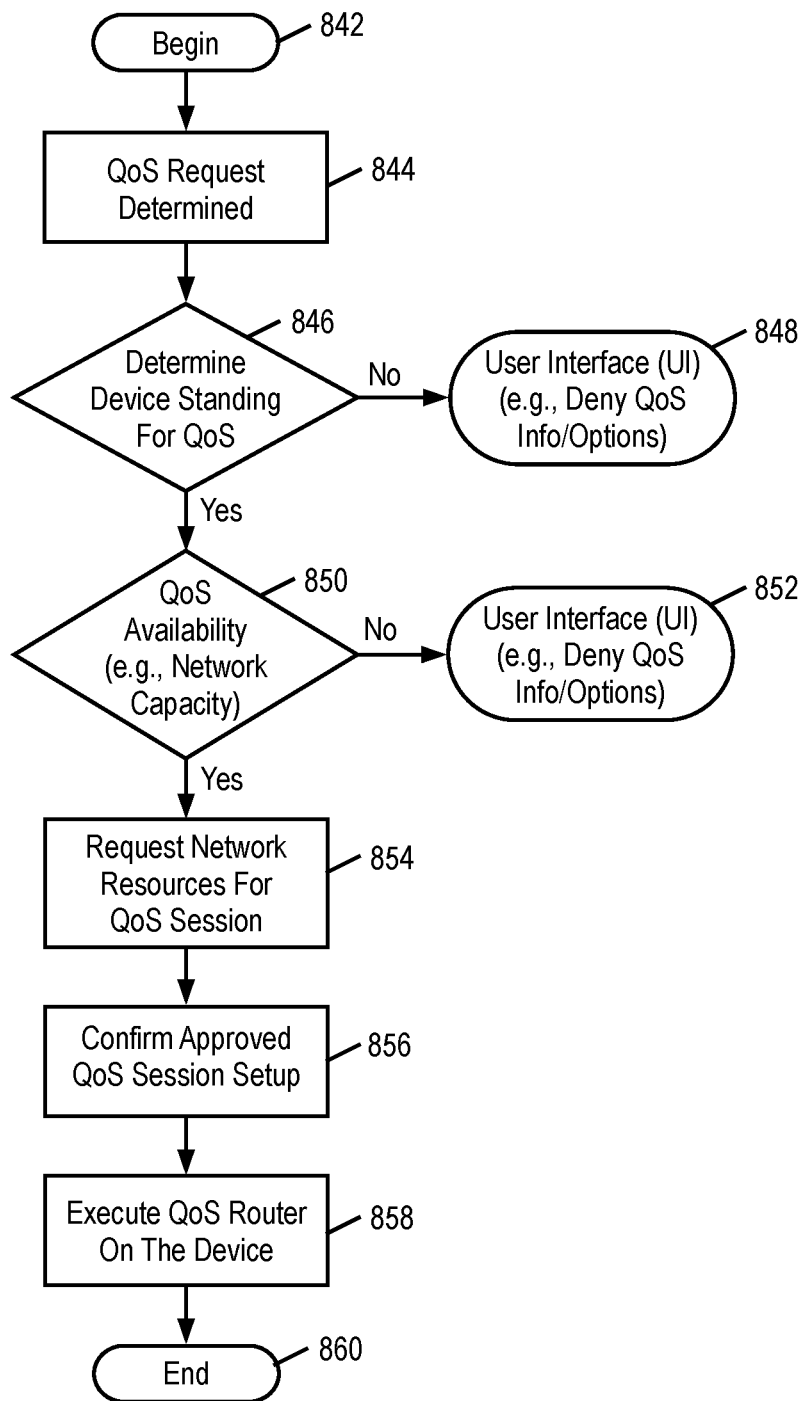 Begin
842
QoS Request
Determined
844
846
Determine
Device Standing
For QoS
No
848
User Interface (UI)
(e.g., Deny QoS
Info/Options)
Yes
850
QoS
Availability
(e.g., Network
Capacity)
No
852
User Interface (UI)
(e.g., Deny QoS
Info/Options)
Yes
Request Network
Resources For
QoS Session
854
Confirm Approved
QoS Session Setup
856
Execute QoS Router
On The Device
858
End
860